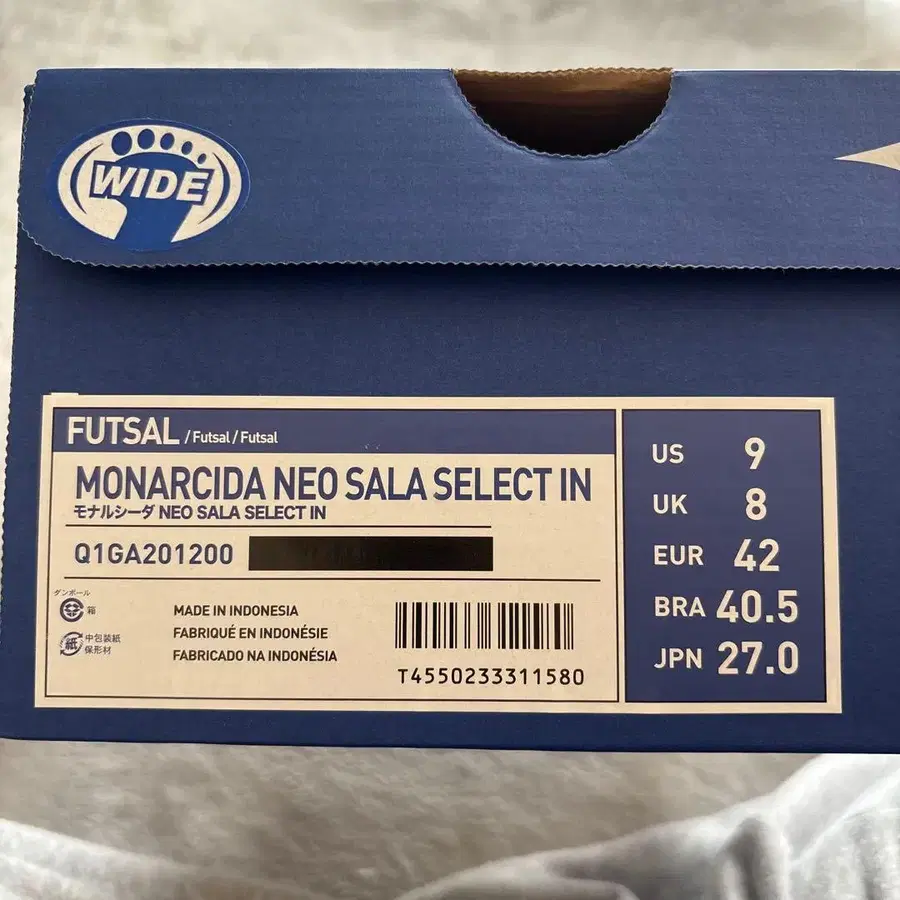 WIDE
FUTSAL /Futsal/Futsal
MONARCIDA NEO SALA SELECT IN
モナルシーダ NEO SALA SELECT IN
Q1GA201200
ダンボール
箱
紙
中包装紙
保形材
MADE IN INDONESIA
FABRIQUÉ EN INDONÉSIE
FABRICADO NA INDONÉSIA
T4550233311580
US 9
UK 8
EUR 42
BRA 40.5
JPN 27.0